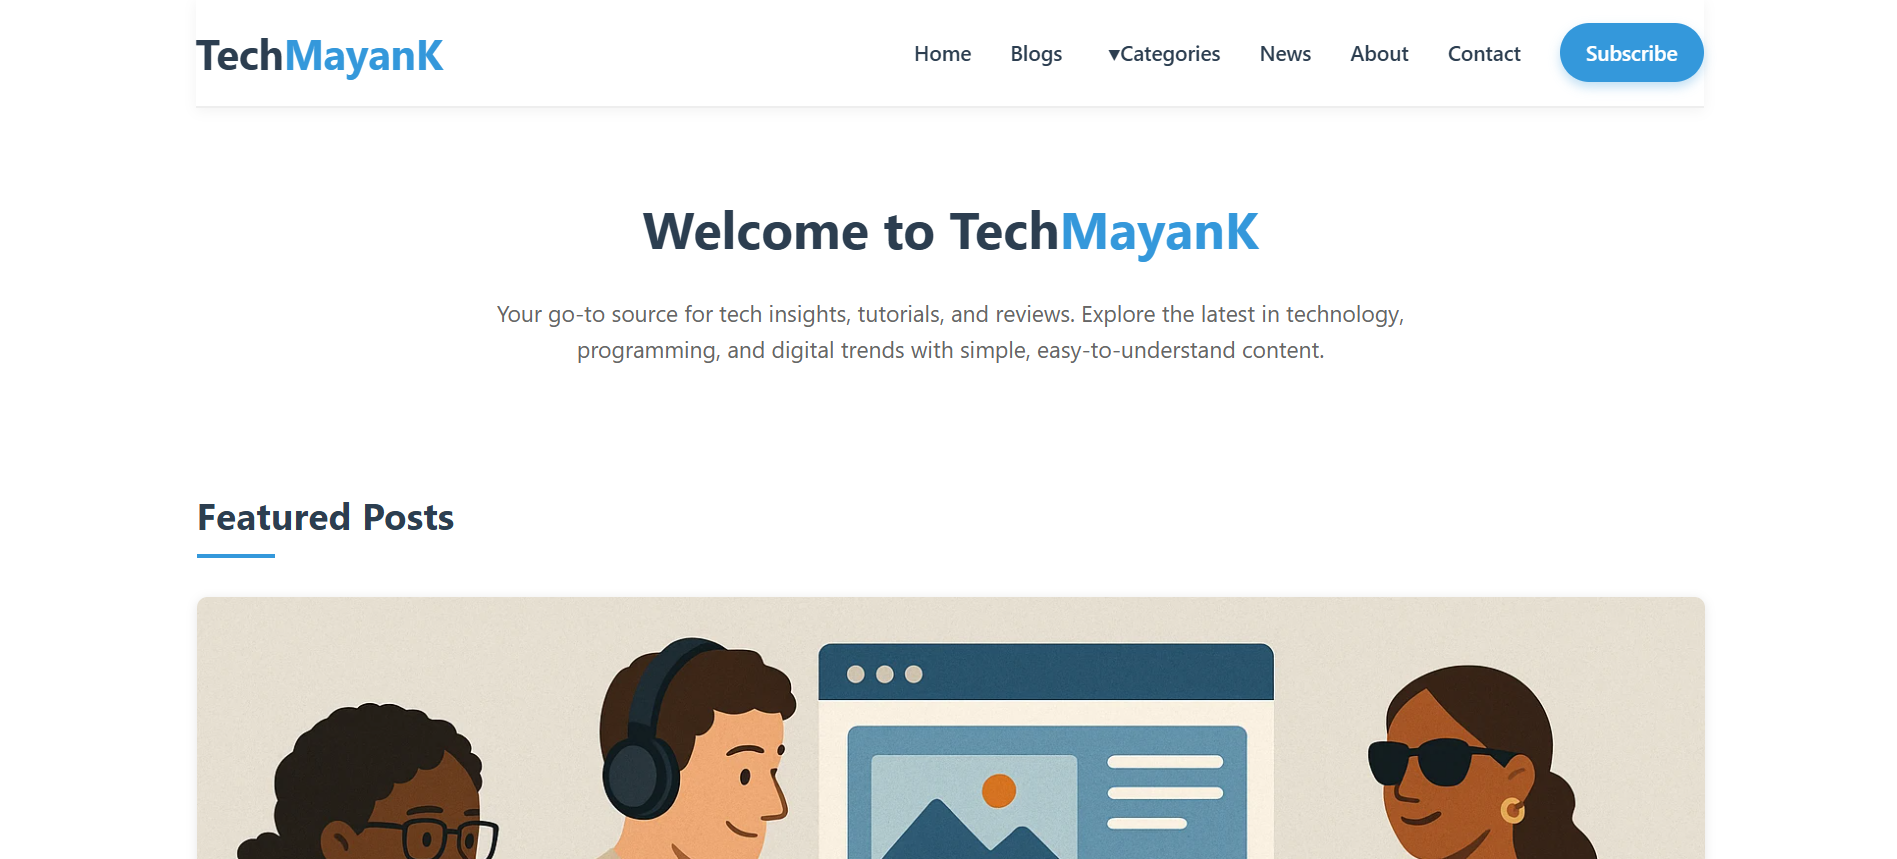 TechMayanK
Home Blogs ▾Categories News About Contact Subscribe
Welcome to TechMayanK
Your go-to source for tech insights, tutorials, and reviews. Explore the latest in technology,
programming, and digital trends with simple, easy-to-understand content.
Featured Posts